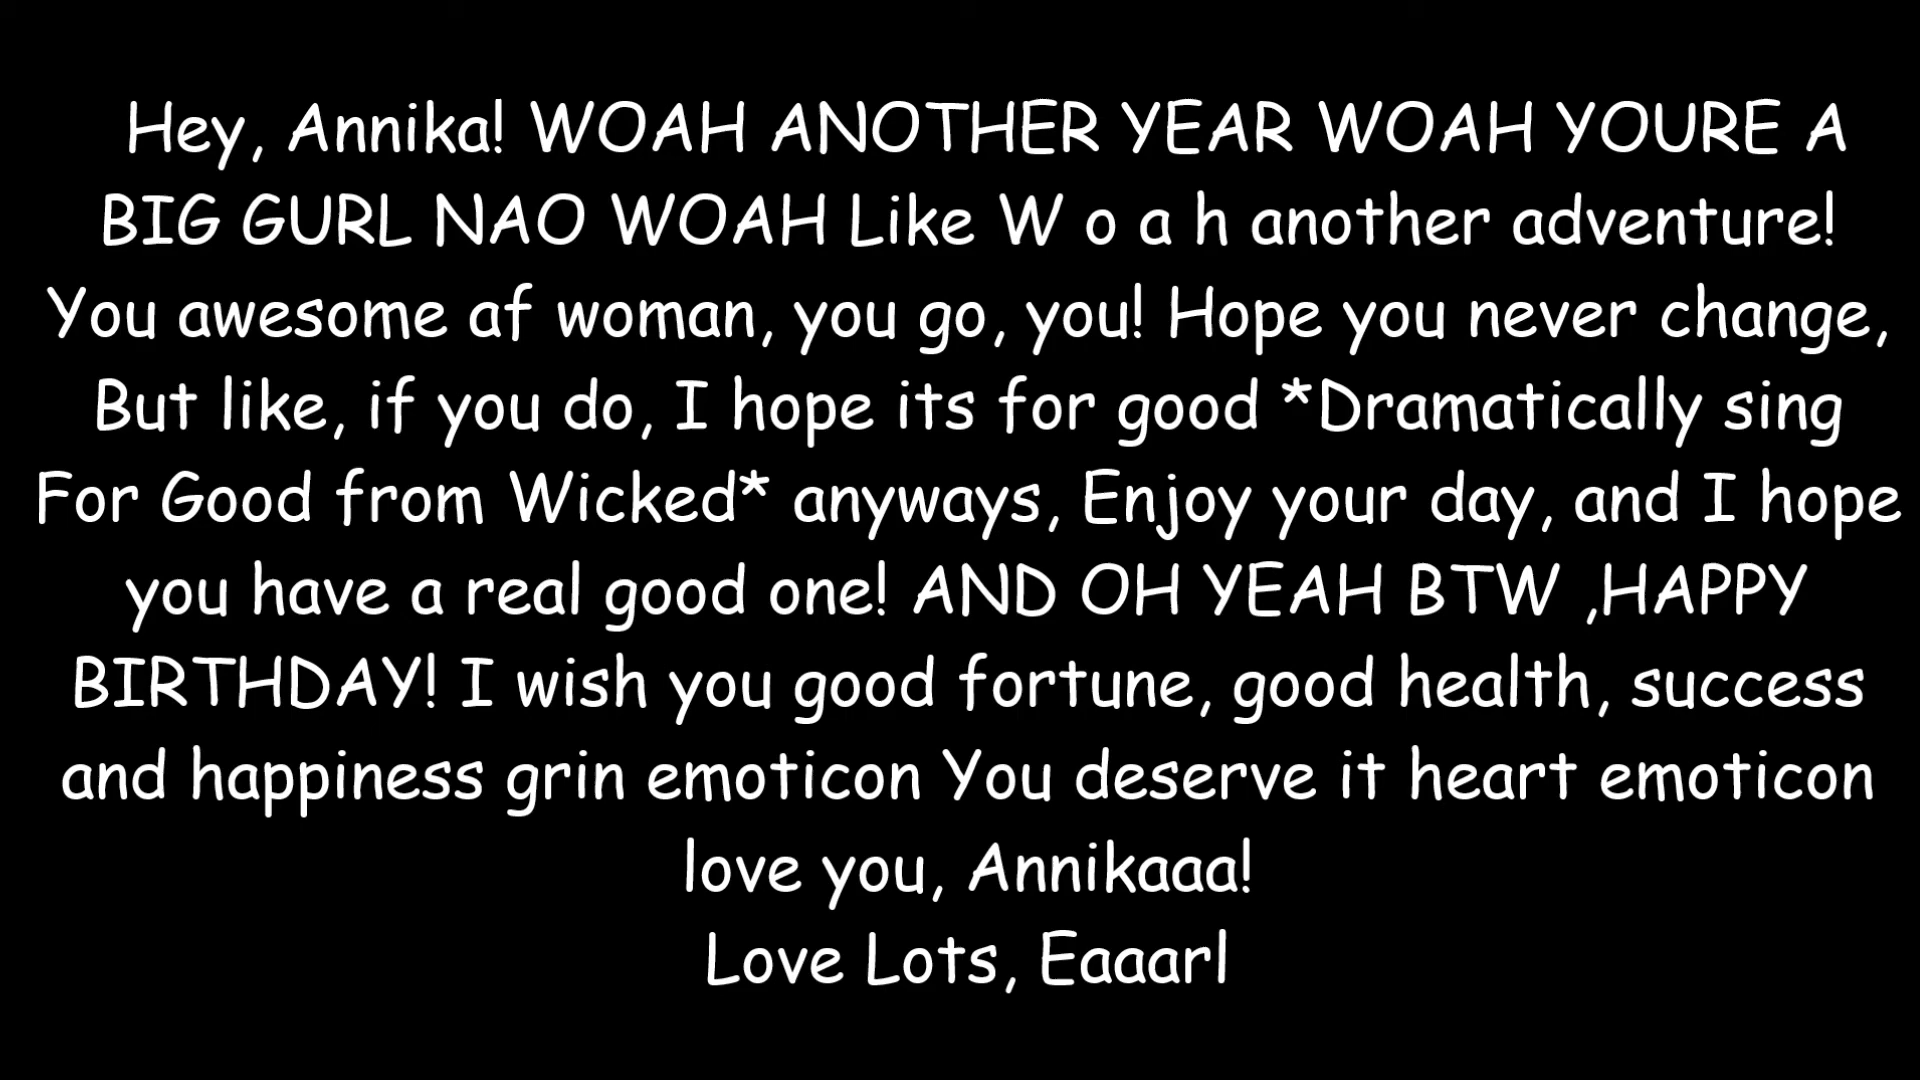 Hey, Annika! WOAH ANOTHER YEAR WOAH YOURE A
BIG GURL NAO WOAH Like W o a h another adventure!
You awesome af woman, you go, you! Hope you never change,
But like, if you do, I hope its for good *Dramatically sing
For Good from Wicked* anyways, Enjoy your day, and I hope
you have a real good one! AND OH YEAH BTW ,HAPPY
BIRTHDAY! I wish you good fortune, good health, success
and happiness grin emoticon You deserve it heart emoticon
love you, Annikaaa!
Love Lots, Eaaarl